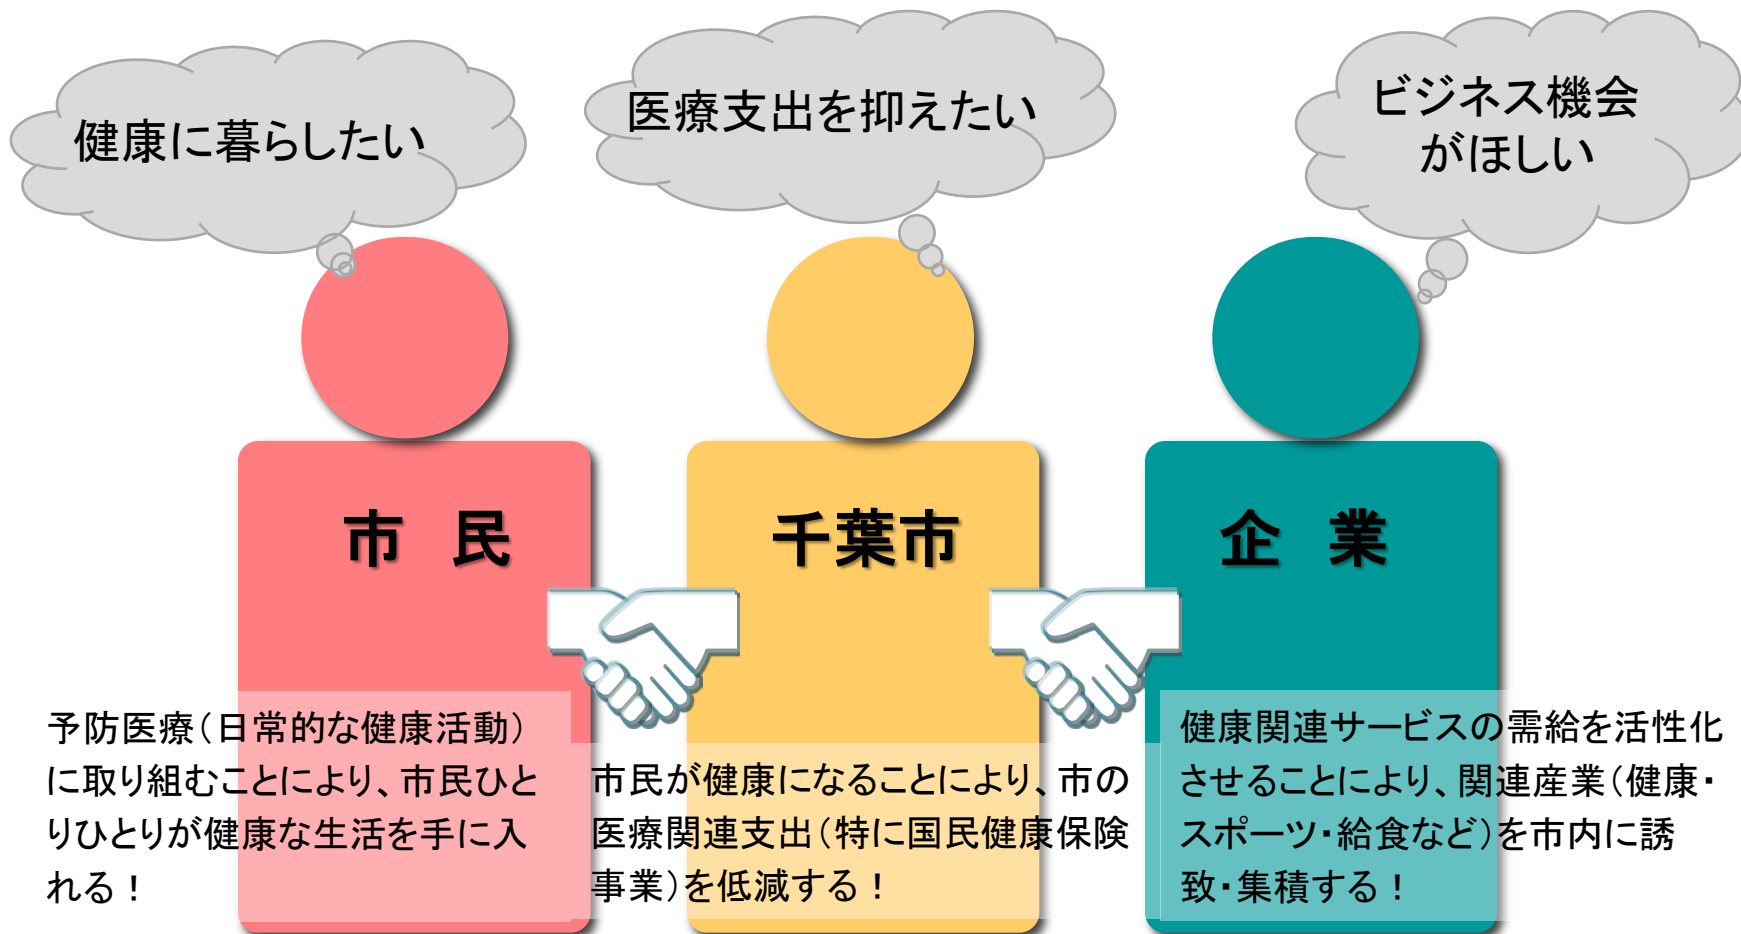 健康に暮らしたい
医療支出を抑えたい
ビジネス機会
がほしい
市　民
千葉市
企　業
予防医療（日常的な健康活動）
に取り組むことにより、市民ひと
りひとりが健康な生活を手に入
れる！
市民が健康になることにより、市の
医療関連支出（特に国民健康保険
事業）を低減する！
健康関連サービスの需給を活性化
させることにより、関連産業（健康・
スポーツ・給食など）を市内に誘
致・集積する！